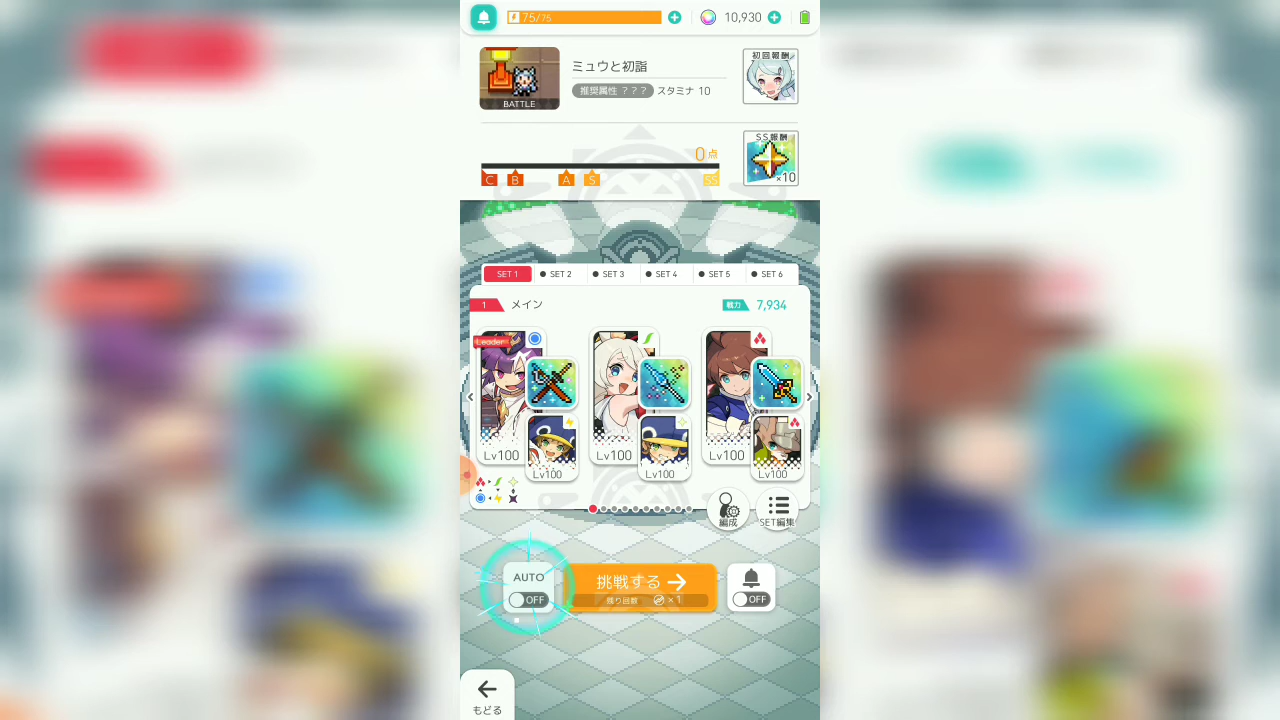 75/75
10,930
ミュウと初詣
初回報酬
推奨属性 ？？？ スタミナ 10
BATTLE
SS報酬
0点
×10
C B A S SS
SET 1 SET 2 SET 3 SET 4 SET 5 SET 6
1 メイン 戦力 7,934
Leader
Lv100 Lv100 Lv100
Lv100 Lv100 Lv100
編成 SET編集
AUTO 挑戦する
OFF 残り回数 ×1 OFF
もどる